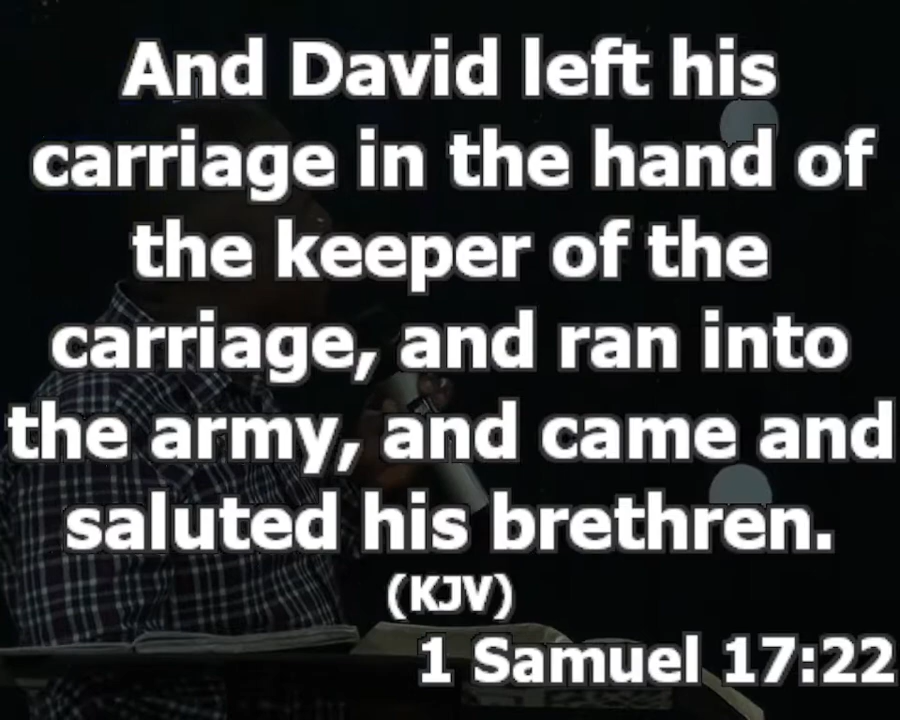 And David left his
carriage in the hand of
the keeper of the
carriage, and ran into
the army, and came and
saluted his brethren.
(KJV)
1 Samuel 17:22